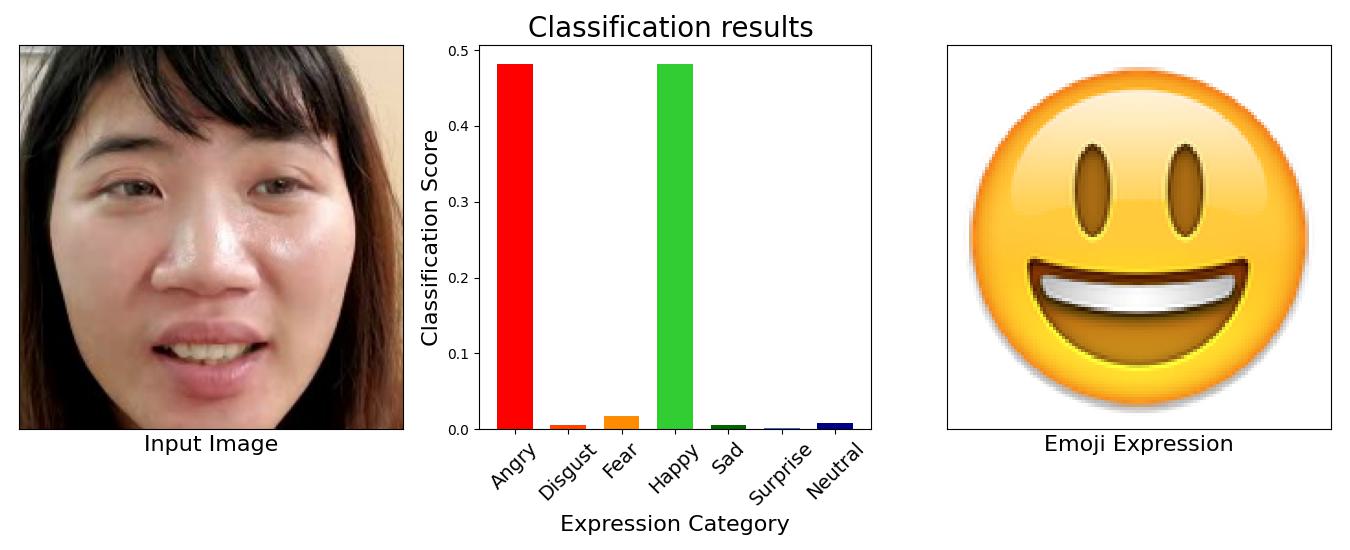 Classification results
Classification Score
0.5
0.4
0.3
0.2
0.1
0.0
Angry
Disgust
Fear
Happy
Sad
Surprise
Neutral
Expression Category
Input Image
Emoji Expression